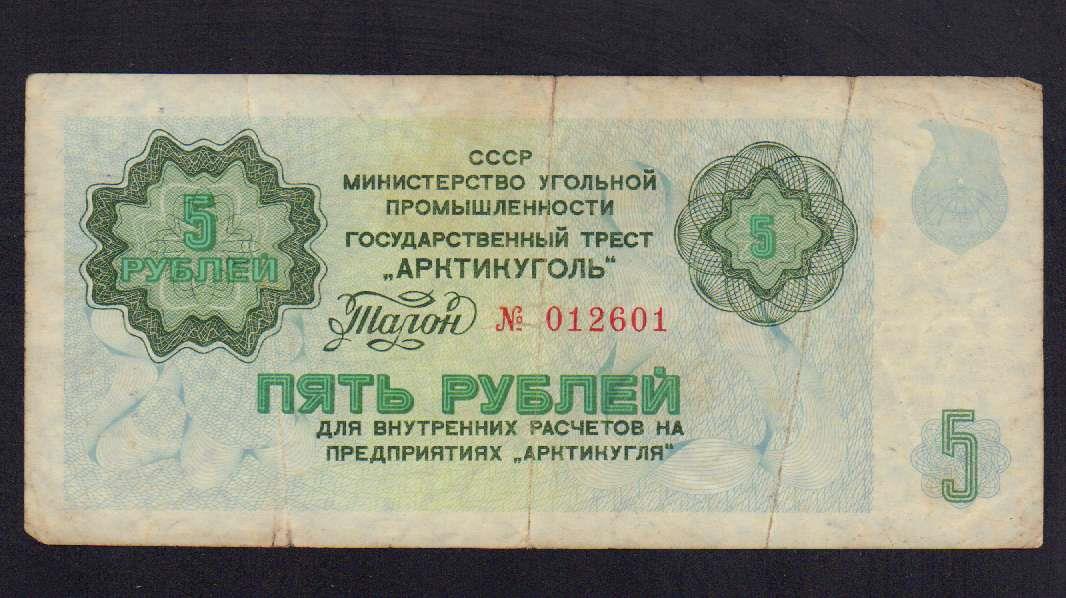 СССР
МИНИСТЕРСТВО УГОЛЬНОЙ
ПРОМЫШЛЕННОСТИ
ГОСУДАРСТВЕННЫЙ ТРЕСТ
„АРКТИКУГОЛЬ“
5
РУБЛЕЙ
5
Талон № 012601
ПЯТЬ РУБЛЕЙ
ДЛЯ ВНУТРЕННИХ РАСЧЕТОВ НА
ПРЕДПРИЯТИЯХ „АРКТИКУГЛЯ“
5